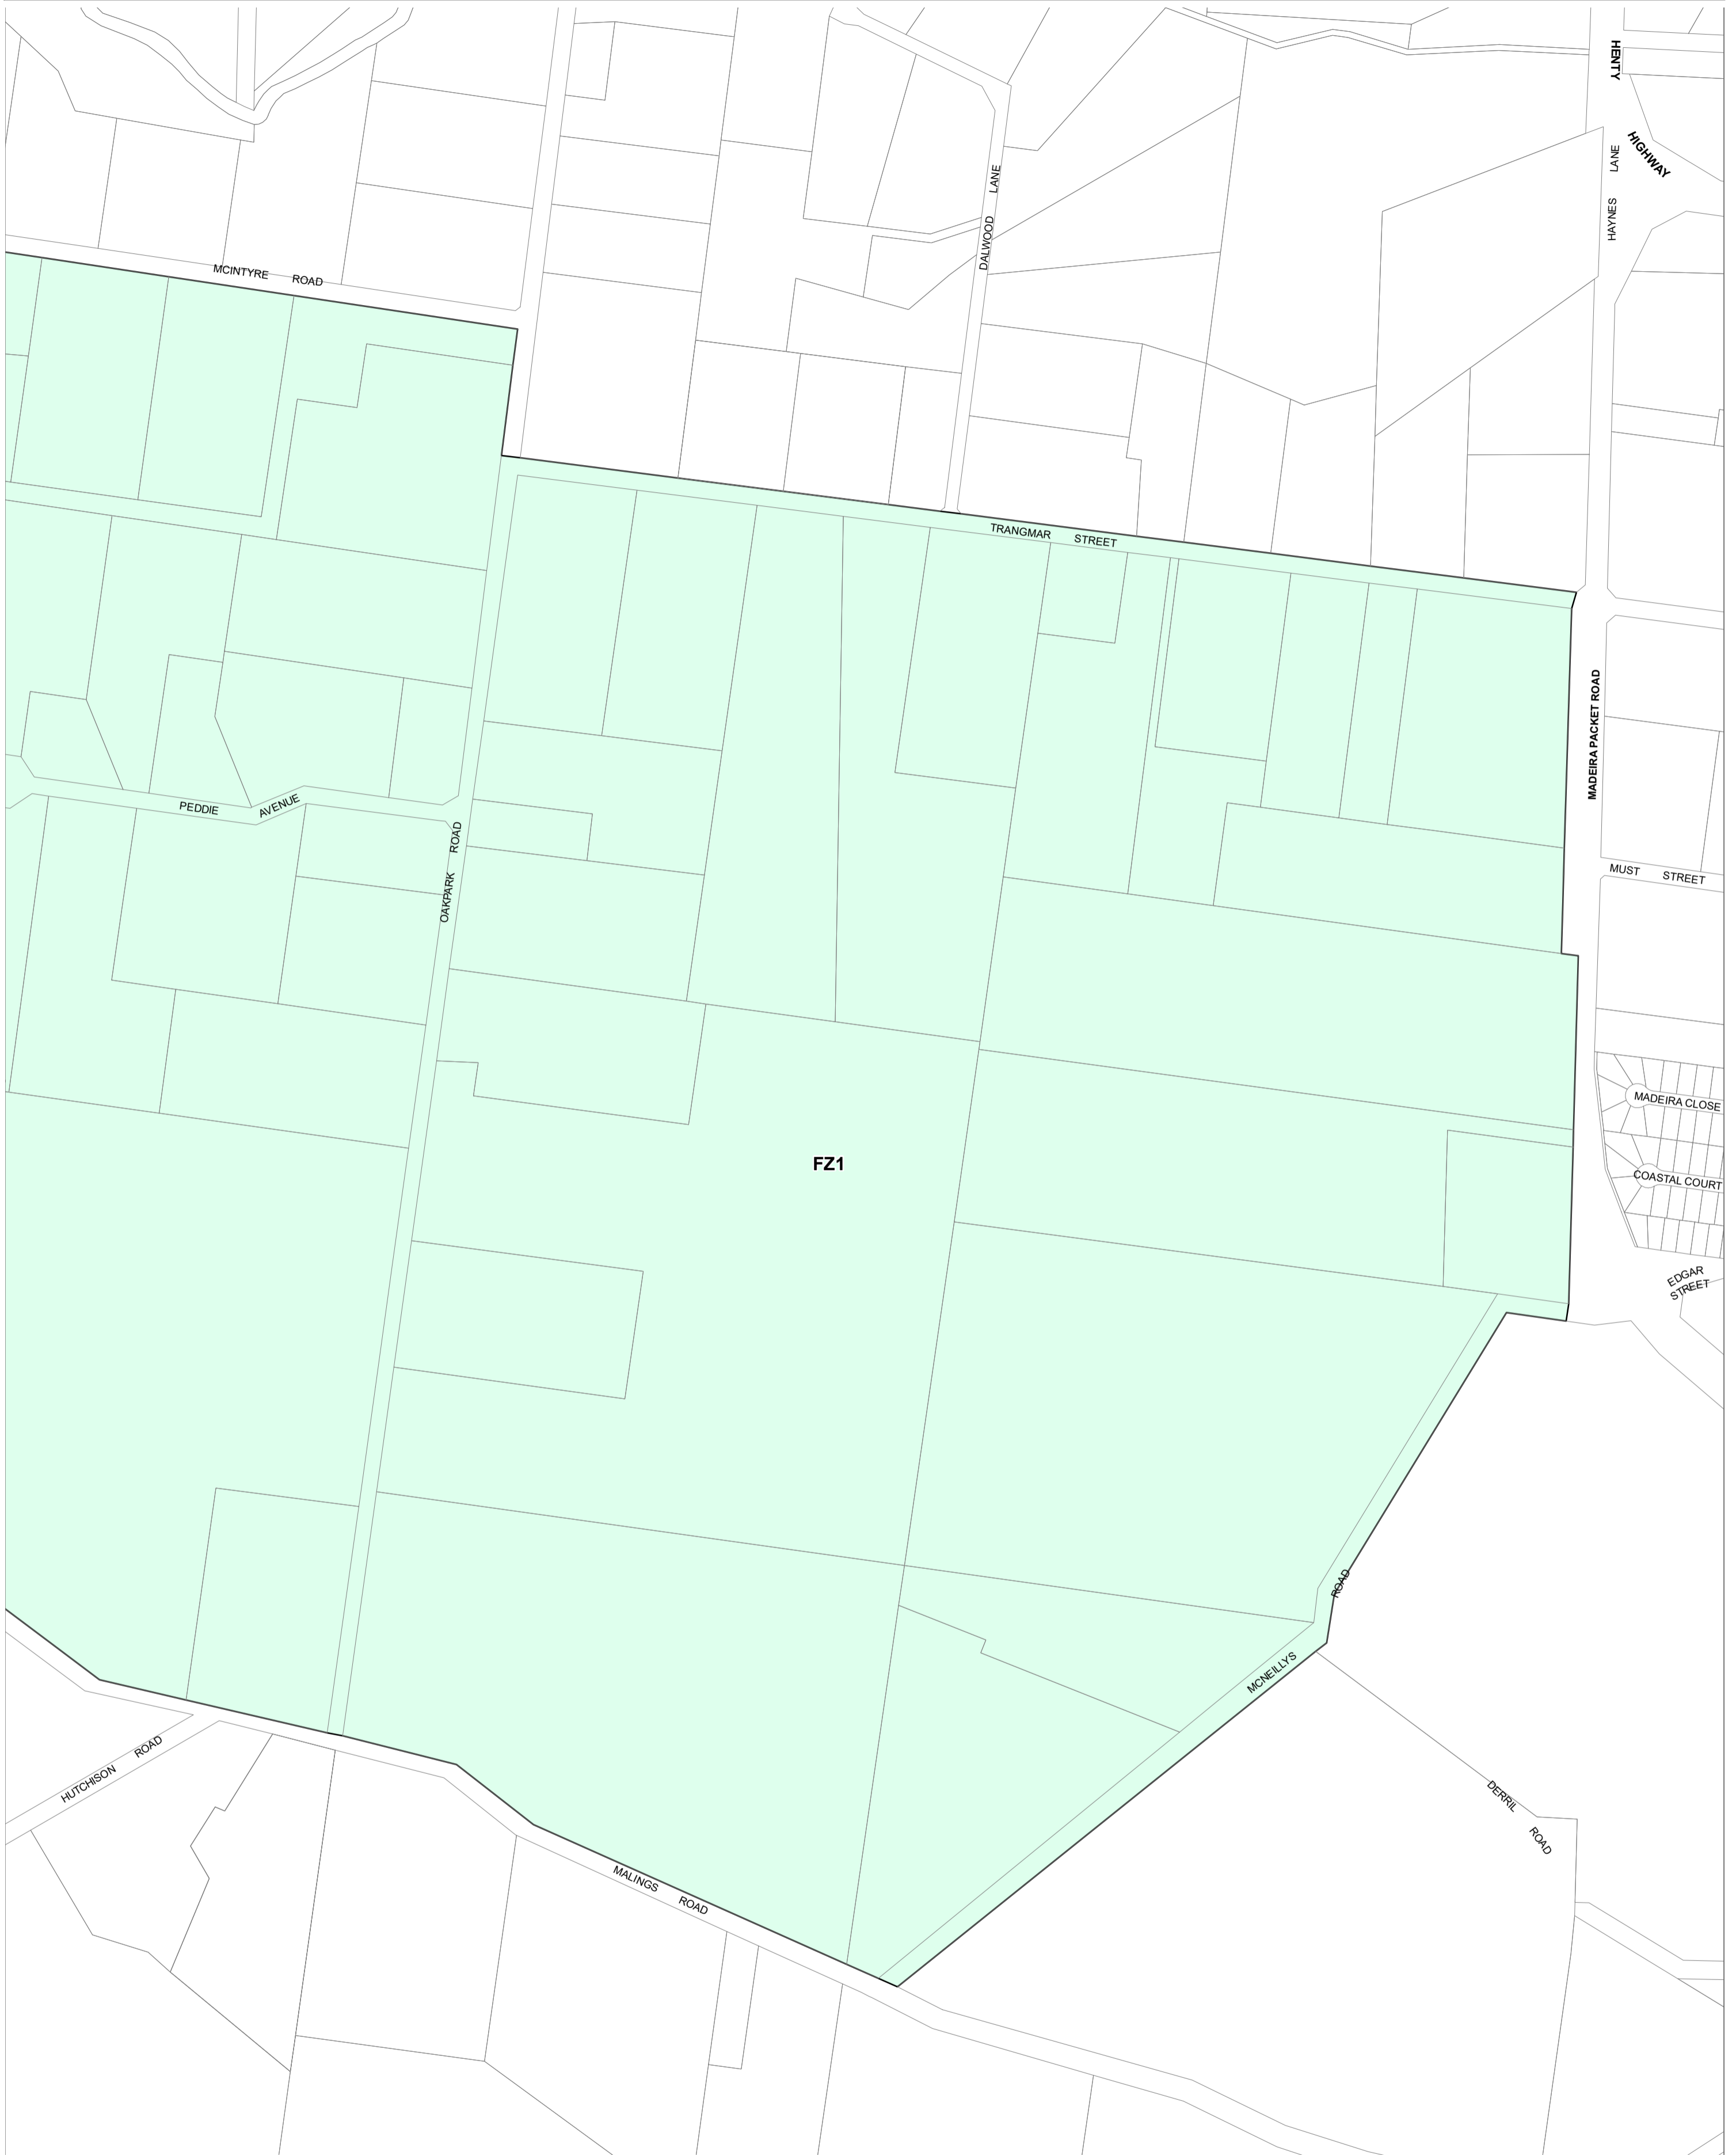 HENTY
HIGHWAY
HAYNES LANE
DALWOOD LANE
MCINTYRE ROAD
TRANGMAR STREET
MADEIRA PACKET ROAD
PEDDIE AVENUE
OAKPARK ROAD
MUST STREET
MADEIRA CLOSE
FZ1
COASTAL COURT
EDGAR
STREET
MCNEILLYS ROAD
HUTCHISON ROAD
DERRIL ROAD
MALINGS ROAD